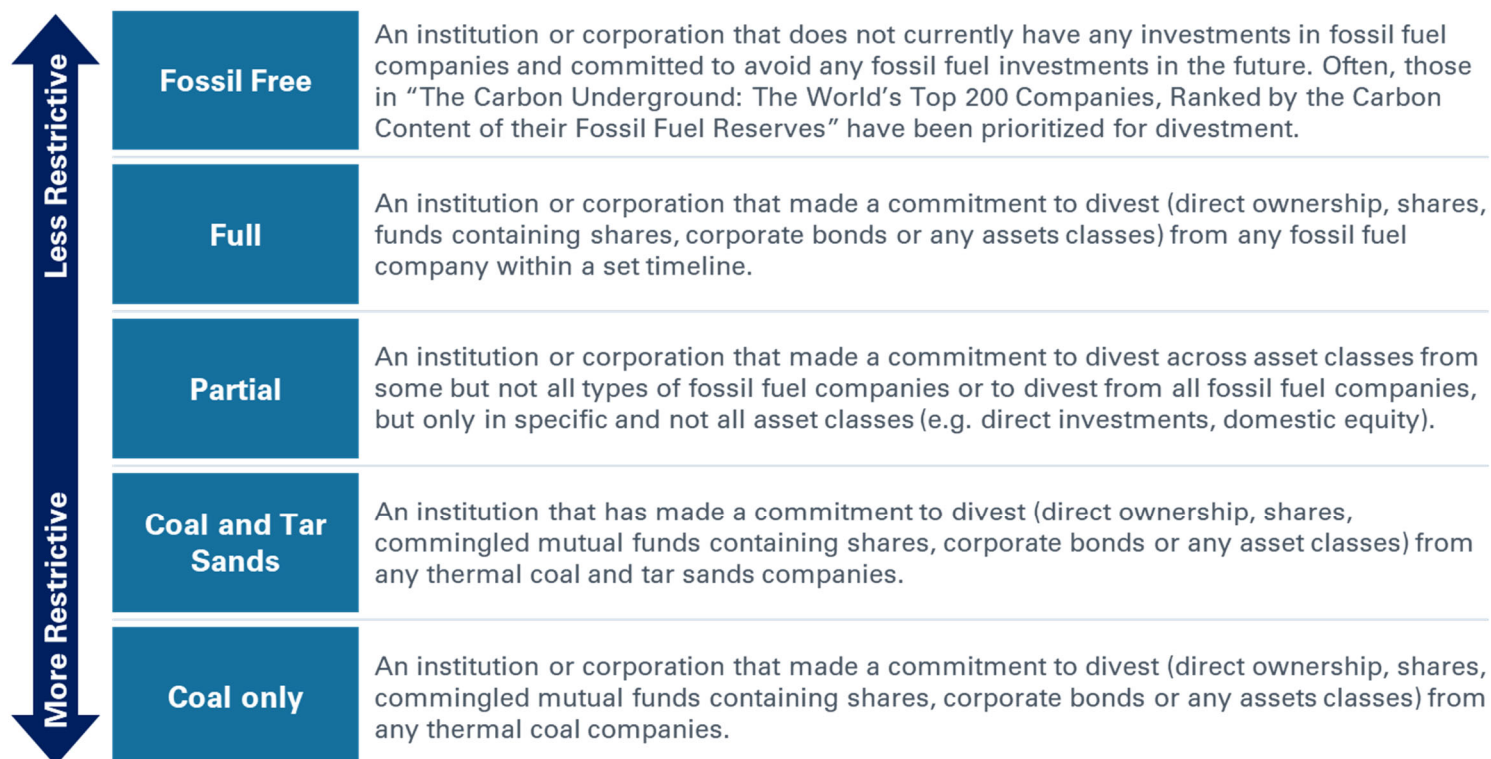 Less Restrictive
More Restrictive
Fossil Free
An institution or corporation that does not currently have any investments in fossil fuel
companies and committed to avoid any fossil fuel investments in the future. Often, those
in “The Carbon Underground: The World’s Top 200 Companies, Ranked by the Carbon
Content of their Fossil Fuel Reserves” have been prioritized for divestment.
Full
An institution or corporation that made a commitment to divest (direct ownership, shares,
funds containing shares, corporate bonds or any assets classes) from any fossil fuel
company within a set timeline.
Partial
An institution or corporation that made a commitment to divest across asset classes from
some but not all types of fossil fuel companies or to divest from all fossil fuel companies,
but only in specific and not all asset classes (e.g. direct investments, domestic equity).
Coal and Tar
Sands
An institution that has made a commitment to divest (direct ownership, shares,
commingled mutual funds containing shares, corporate bonds or any asset classes) from
any thermal coal and tar sands companies.
Coal only
An institution or corporation that made a commitment to divest (direct ownership, shares,
commingled mutual funds containing shares, corporate bonds or any assets classes) from
any thermal coal companies.